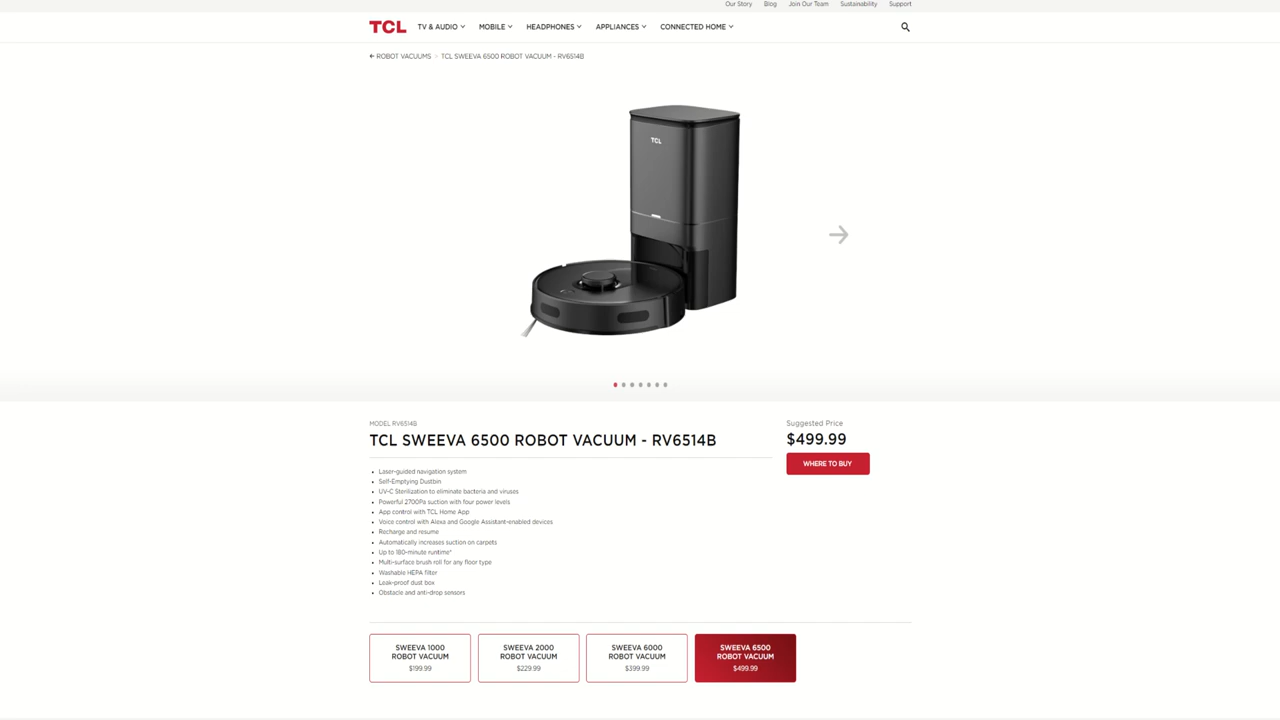 Our Story Blog Join Our Team Sustainability Support
TCL TV & AUDIO MOBILE HEADPHONES APPLIANCES CONNECTED HOME
ROBOT VACUUMS > TCL SWEEVA 6500 ROBOT VACUUM - RV6514B
TCL
MODEL RV6514B
TCL SWEEVA 6500 ROBOT VACUUM - RV6514B
Suggested Price
$499.99
WHERE TO BUY
Laser-guided navigation system
Self-Emptying Dustbin
UV-C Sterilization to eliminate bacteria and viruses
Powerful 2700Pa suction with four power levels
App control with TCL Home App
Voice control with Alexa and Google Assistant-enabled devices
Recharge and resume
Automatically increases suction on carpets
Up to 180-minute runtime*
Multi-surface brush roll for any floor type
Washable HEPA filter
Leak-proof dust box
Obstacle and anti-drop sensors
SWEEVA 1000
ROBOT VACUUM
$199.99
SWEEVA 2000
ROBOT VACUUM
$229.99
SWEEVA 6000
ROBOT VACUUM
$399.99
SWEEVA 6500
ROBOT VACUUM
$499.99